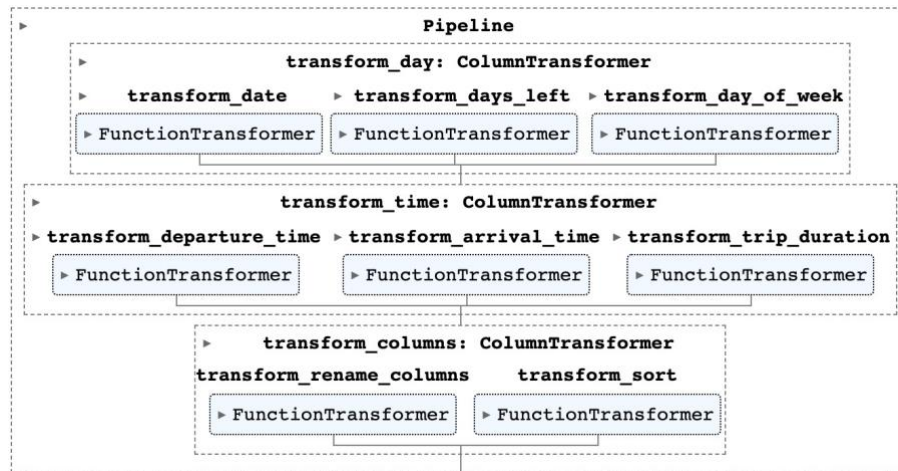 Pipeline
transform_day: ColumnTransformer
transform_date transform_days_left transform_day_of_week
FunctionTransformer FunctionTransformer FunctionTransformer
transform_time: ColumnTransformer
transform_departure_time transform_arrival_time transform_trip_duration
FunctionTransformer FunctionTransformer FunctionTransformer
transform_columns: ColumnTransformer
transform_rename_columns transform_sort
FunctionTransformer FunctionTransformer